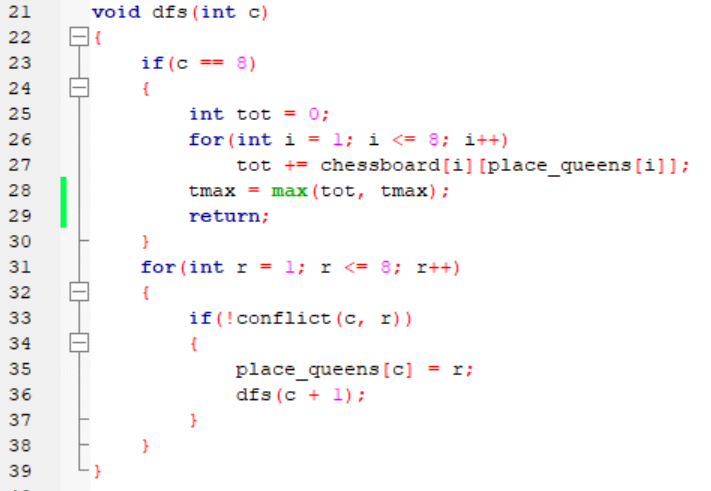 21 void dfs(int c)
22 {
23 if(c == 8)
24 {
25 int tot = 0;
26 for(int i = 1; i <= 8; i++)
27 tot += chessboard[i][place_queens[i]];
28 tmax = max(tot, tmax);
29 return;
30 }
31 for(int r = 1; r <= 8; r++)
32 {
33 if(!conflict(c, r))
34 {
35 place_queens[c] = r;
36 dfs(c + 1);
37 }
38 }
39 }